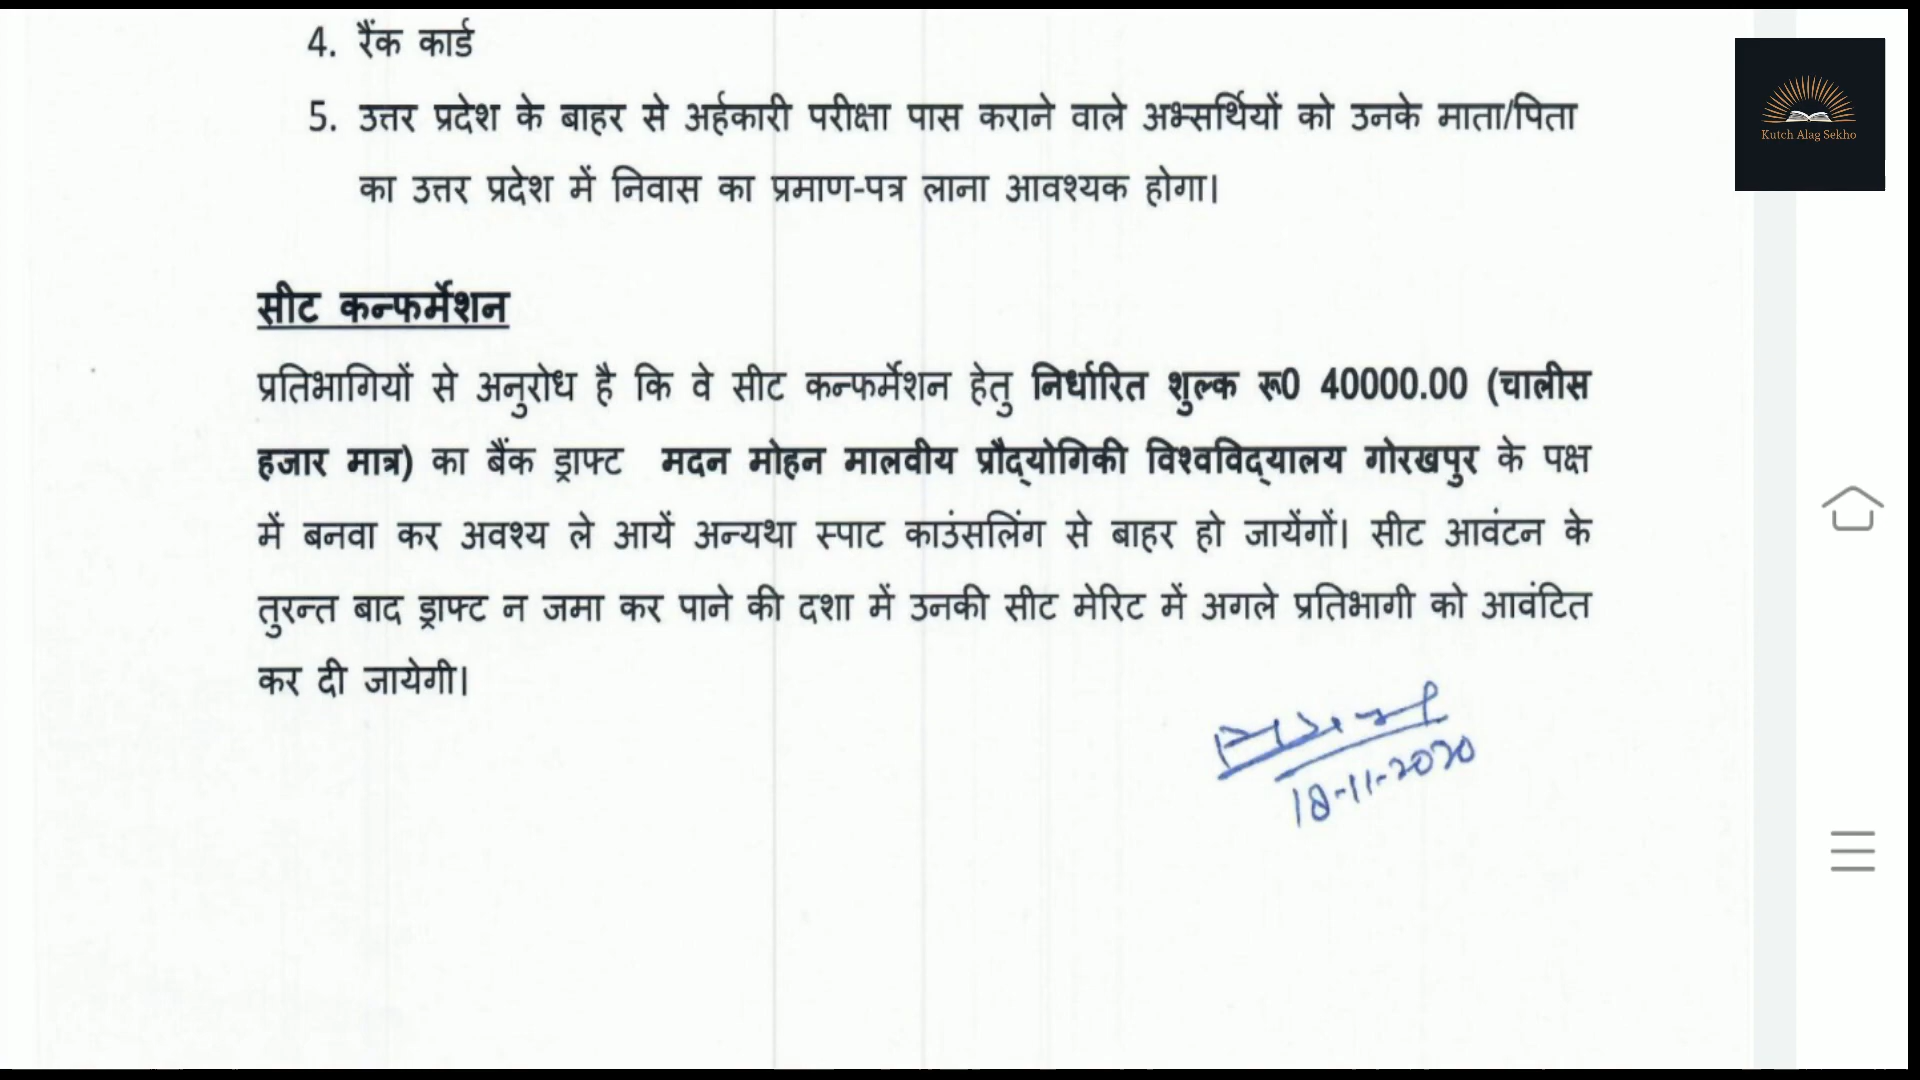 4. रैंक कार्ड
5. उत्तर प्रदेश के बाहर से अर्हकारी परीक्षा पास कराने वाले अभ्सर्थियों को उनके माता/पिता
का उत्तर प्रदेश में निवास का प्रमाण-पत्र लाना आवश्यक होगा।
Kutch Alag Sekho
सीट कन्फर्मेशन
प्रतिभागियों से अनुरोध है कि वे सीट कन्फर्मेशन हेतु निर्धारित शुल्क रू0 40000.00 (चालीस
हजार मात्र) का बैंक ड्राफ्ट मदन मोहन मालवीय प्रौद्योगिकी विश्वविद्यालय गोरखपुर के पक्ष
में बनवा कर अवश्य ले आयें अन्यथा स्पाट काउंसलिंग से बाहर हो जायेंगों। सीट आवंटन के
तुरन्त बाद ड्राफ्ट न जमा कर पाने की दशा में उनकी सीट मेरिट में अगले प्रतिभागी को आवंटित
कर दी जायेगी।
18-11-2020